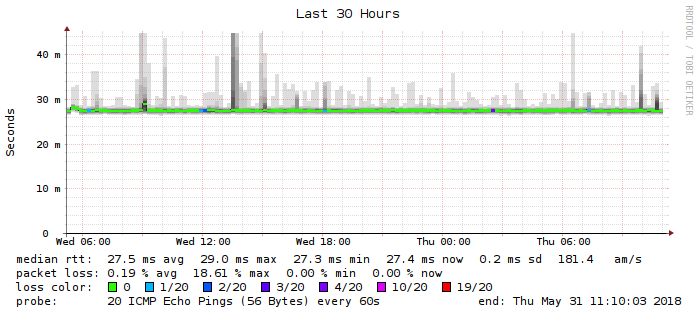 Last 30 Hours
RRDTOOL / TOBI OETIKER
Seconds
40 m
30 m
20 m
10 m
0
Wed 06:00 Wed 12:00 Wed 18:00 Thu 00:00 Thu 06:00
median rtt: 27.5 ms avg 29.0 ms max 27.3 ms min 27.4 ms now 0.2 ms sd 181.4 am/s
packet loss: 0.19 % avg 18.61 % max 0.00 % min 0.00 % now
loss color: 0 1/20 2/20 3/20 4/20 10/20 19/20
probe: 20 ICMP Echo Pings (56 Bytes) every 60s end: Thu May 31 11:10:03 2018